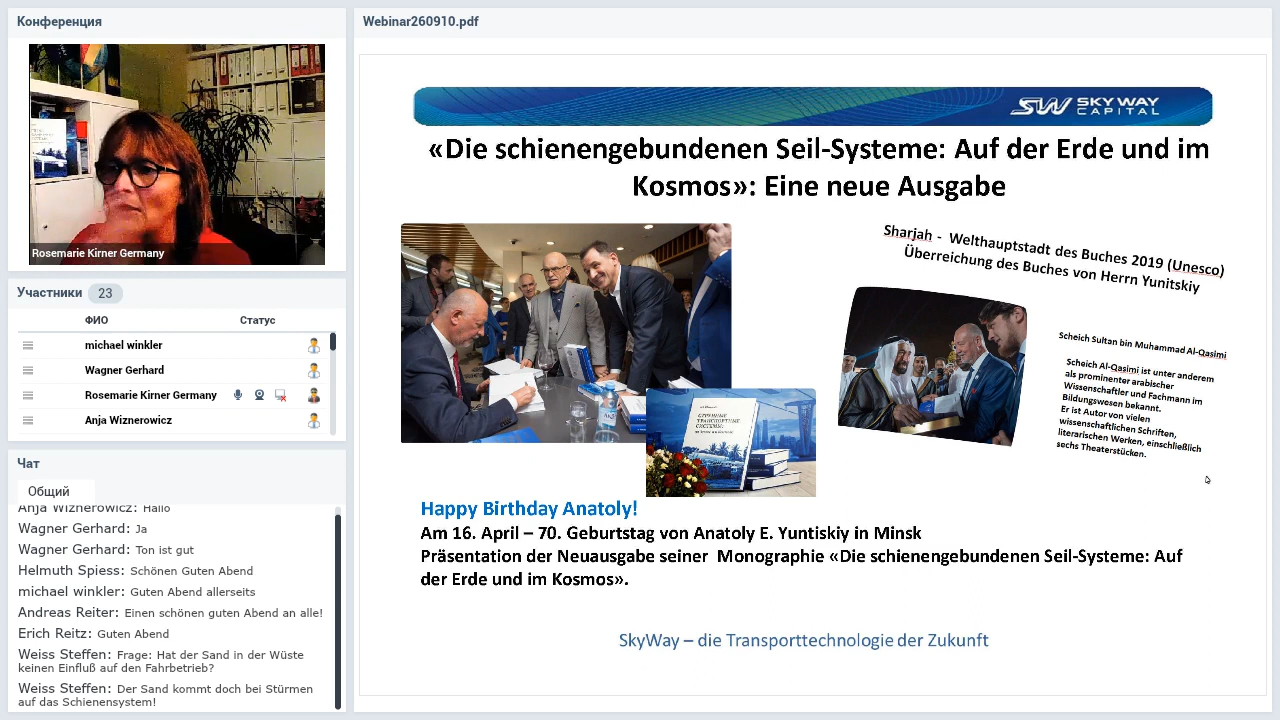 Конференция
Rosemarie Kirner Germany
Участники 23
ФИО Статус
michael winkler
Wagner Gerhard
Rosemarie Kirner Germany
Anja Wiznerowicz
Чат
Общий
Anja Wiznerowicz: Hallo
Wagner Gerhard: Ja
Wagner Gerhard: Ton ist gut
Helmuth Spiess: Schönen Guten Abend
michael winkler: Guten Abend allerseits
Andreas Reiter: Einen schönen guten Abend an alle!
Erich Reitz: Guten Abend
Weiss Steffen: Frage: Hat der Sand in der Wüste
keinen Einfluß auf den Fahrbetrieb?
Weiss Steffen: Der Sand kommt doch bei Stürmen
auf das Schienensystem!
Webinar260910.pdf
SW SKY WAY
CAPITAL
«Die schienengebundenen Seil-Systeme: Auf der Erde und im
Kosmos»: Eine neue Ausgabe
Sharjah - Welthauptstadt des Buches 2019 (Unesco)
Überreichung des Buches von Herrn Yunitskiy
Scheich Sultan bin Muhammad Al-Qasimi
Scheich Al-Qasimi ist unter anderem
als prominenter arabischer
Wissenschaftler und Fachmann im
Bildungswesen bekannt.
Er ist Autor von vielen
wissenschaftlichen Schriften,
literarischen Werken, einschließlich
sechs Theaterstücken.
СТРУННЫЕ
ТРАНСПОРТНЫЕ
СИСТЕМЫ:
Happy Birthday Anatoly!
Am 16. April – 70. Geburtstag von Anatoly E. Yuntiskiy in Minsk
Präsentation der Neuausgabe seiner Monographie «Die schienengebundenen Seil-Systeme: Auf
der Erde und im Kosmos».
SkyWay – die Transporttechnologie der Zukunft